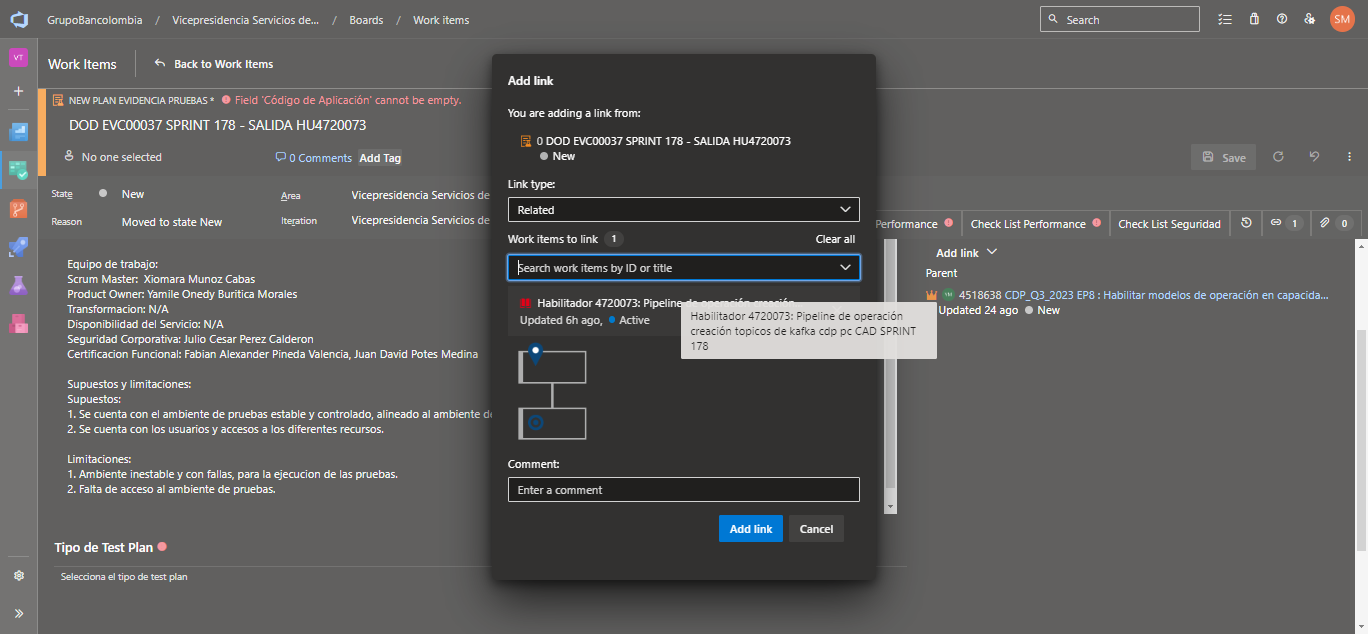 GrupoBancolombia / Vicepresidencia Servicios de... / Boards / Work items
Search
SM
VT
Work Items
Back to Work Items
NEW PLAN EVIDENCIA PRUEBAS * Field 'Código de Aplicación' cannot be empty.
DOD EVC00037 SPRINT 178 - SALIDA HU4720073
No one selected
0 Comments
Add Tag
Save
State
New
Area
Vicepresidencia Servicios de
Reason
Moved to state New
Iteration
Vicepresidencia Servicios de
Performance
Check List Performance
Check List Seguridad
1
0
Equipo de trabajo:
Scrum Master: Xiomara Munoz Cabas
Product Owner: Yamile Onedy Buritica Morales
Transformacion: N/A
Disponibilidad del Servicio: N/A
Seguridad Corporativa: Julio Cesar Perez Calderon
Certificacion Funcional: Fabian Alexander Pineda Valencia, Juan David Potes Medina
Supuestos y limitaciones:
Supuestos:
1. Se cuenta con el ambiente de pruebas estable y controlado, alineado al ambiente de
2. Se cuenta con los usuarios y accesos a los diferentes recursos.
Limitaciones:
1. Ambiente inestable y con fallas, para la ejecucion de las pruebas.
2. Falta de acceso al ambiente de pruebas.
Tipo de Test Plan
Selecciona el tipo de test plan
Add link
You are adding a link from:
0 DOD EVC00037 SPRINT 178 - SALIDA HU4720073
New
Link type:
Related
Work items to link 1
Clear all
Search work items by ID or title
Habilitador 4720073: Pipeline de operación creación
Updated 6h ago, Active
Habilitador 4720073: Pipeline de operación
creación topicos de kafka cdp pc CAD SPRINT
178
Comment:
Enter a comment
Add link
Cancel
Add link
Parent
4518638 CDP_Q3_2023 EP8 : Habilitar modelos de operación en capacida...
Updated 24 ago New